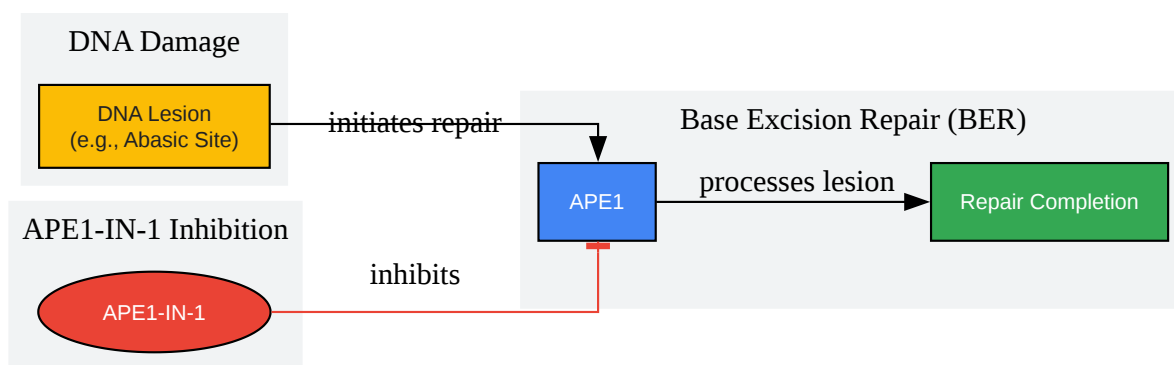 DNA Damage
DNA Lesion
(e.g., Abasic Site)
initiates repair
Base Excision Repair (BER)
APE1
processes lesion
Repair Completion
APE1-IN-1 Inhibition
inhibits
APE1-IN-1